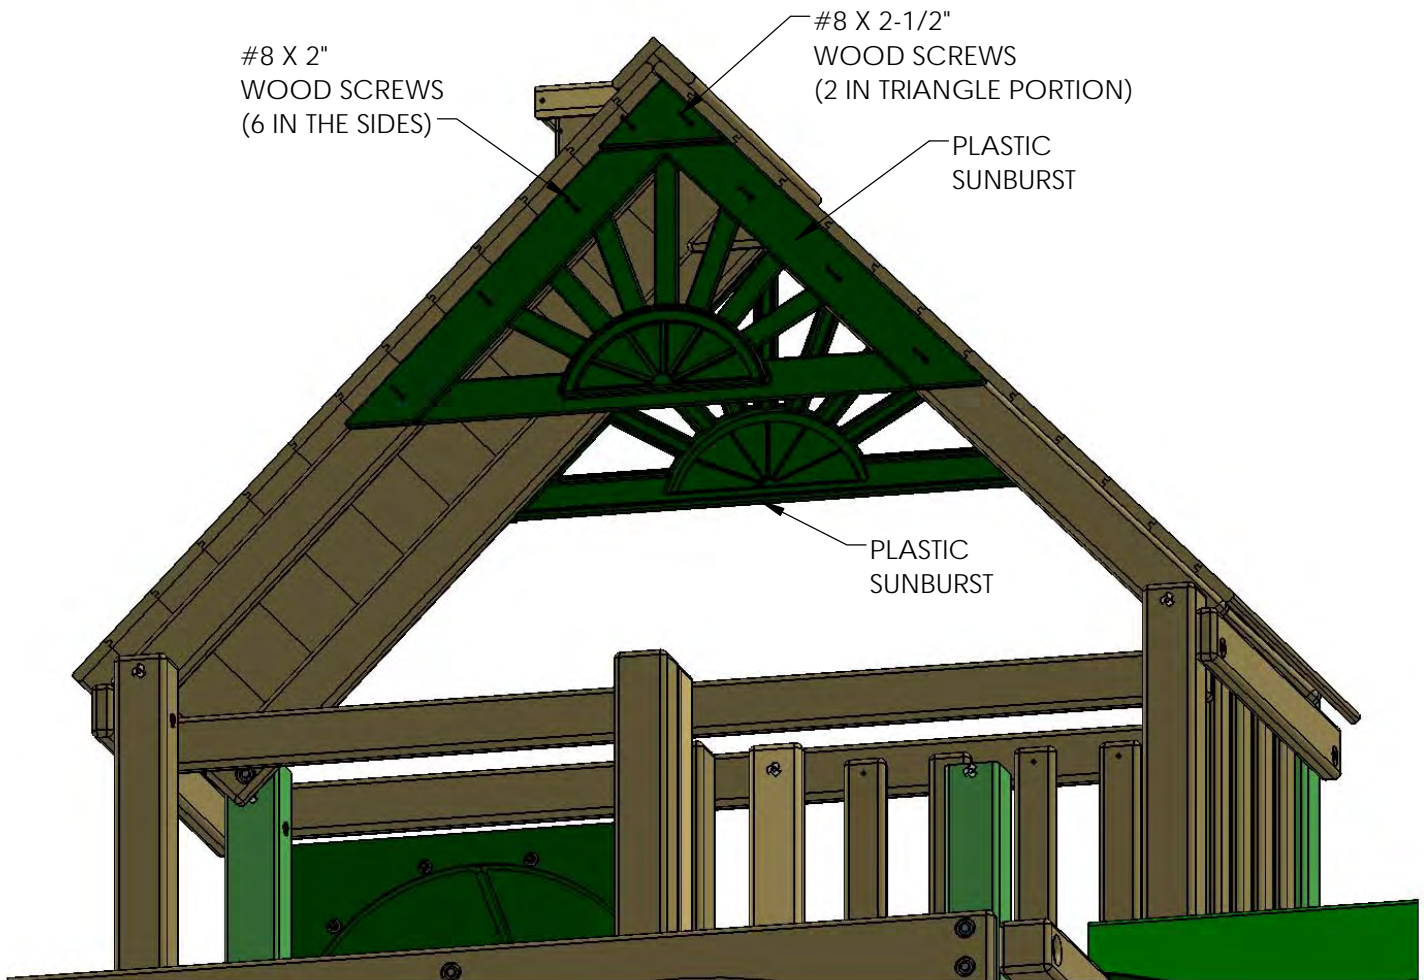 #8 X 2"
WOOD SCREWS
(6 IN THE SIDES)
#8 X 2-1/2"
WOOD SCREWS
(2 IN TRIANGLE PORTION)
PLASTIC
SUNBURST
PLASTIC
SUNBURST